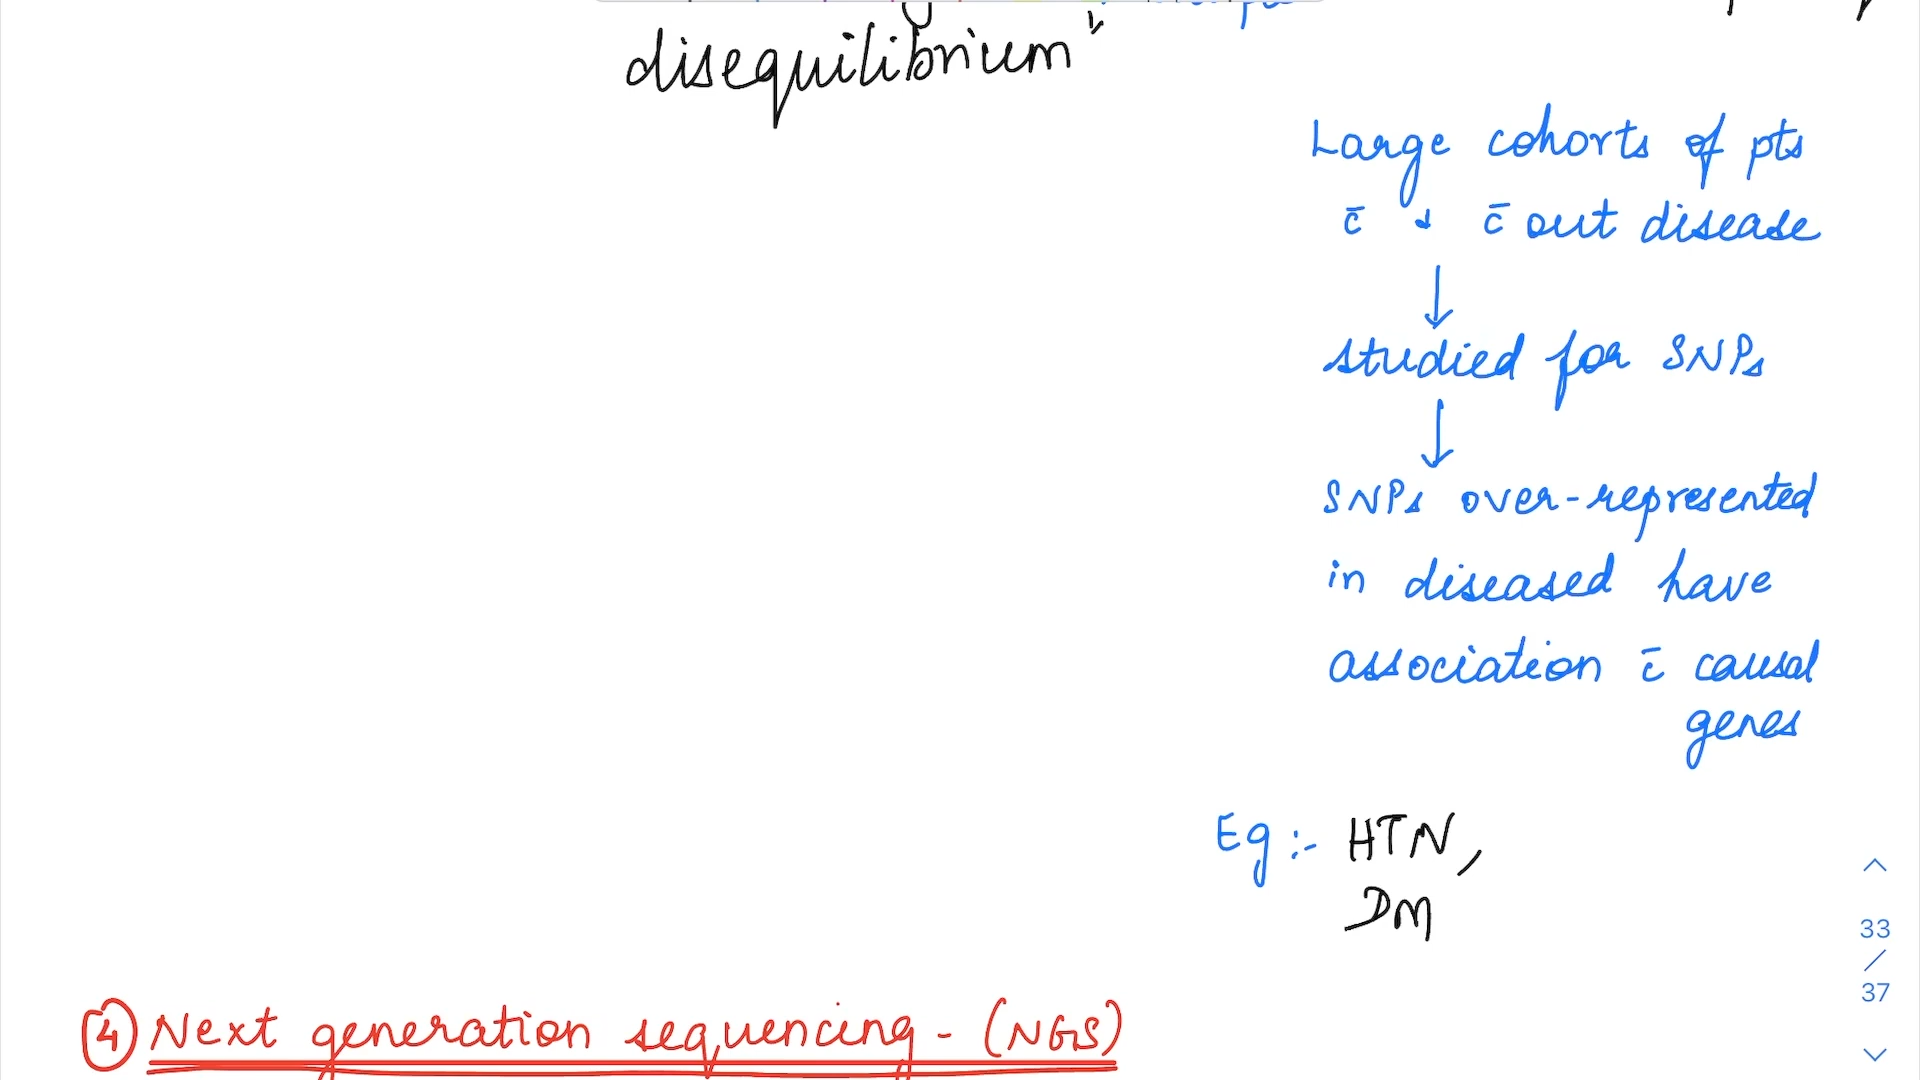 disequilibrium"
Large cohorts of pts
c̄ & c̄out disease
↓
studied for SNPs
↓
SNPs over-represented
in diseased have
association c̄ causal
genes
Eg :- HTN,
DM
33
/
37
④ Next generation sequencing - (NGS)